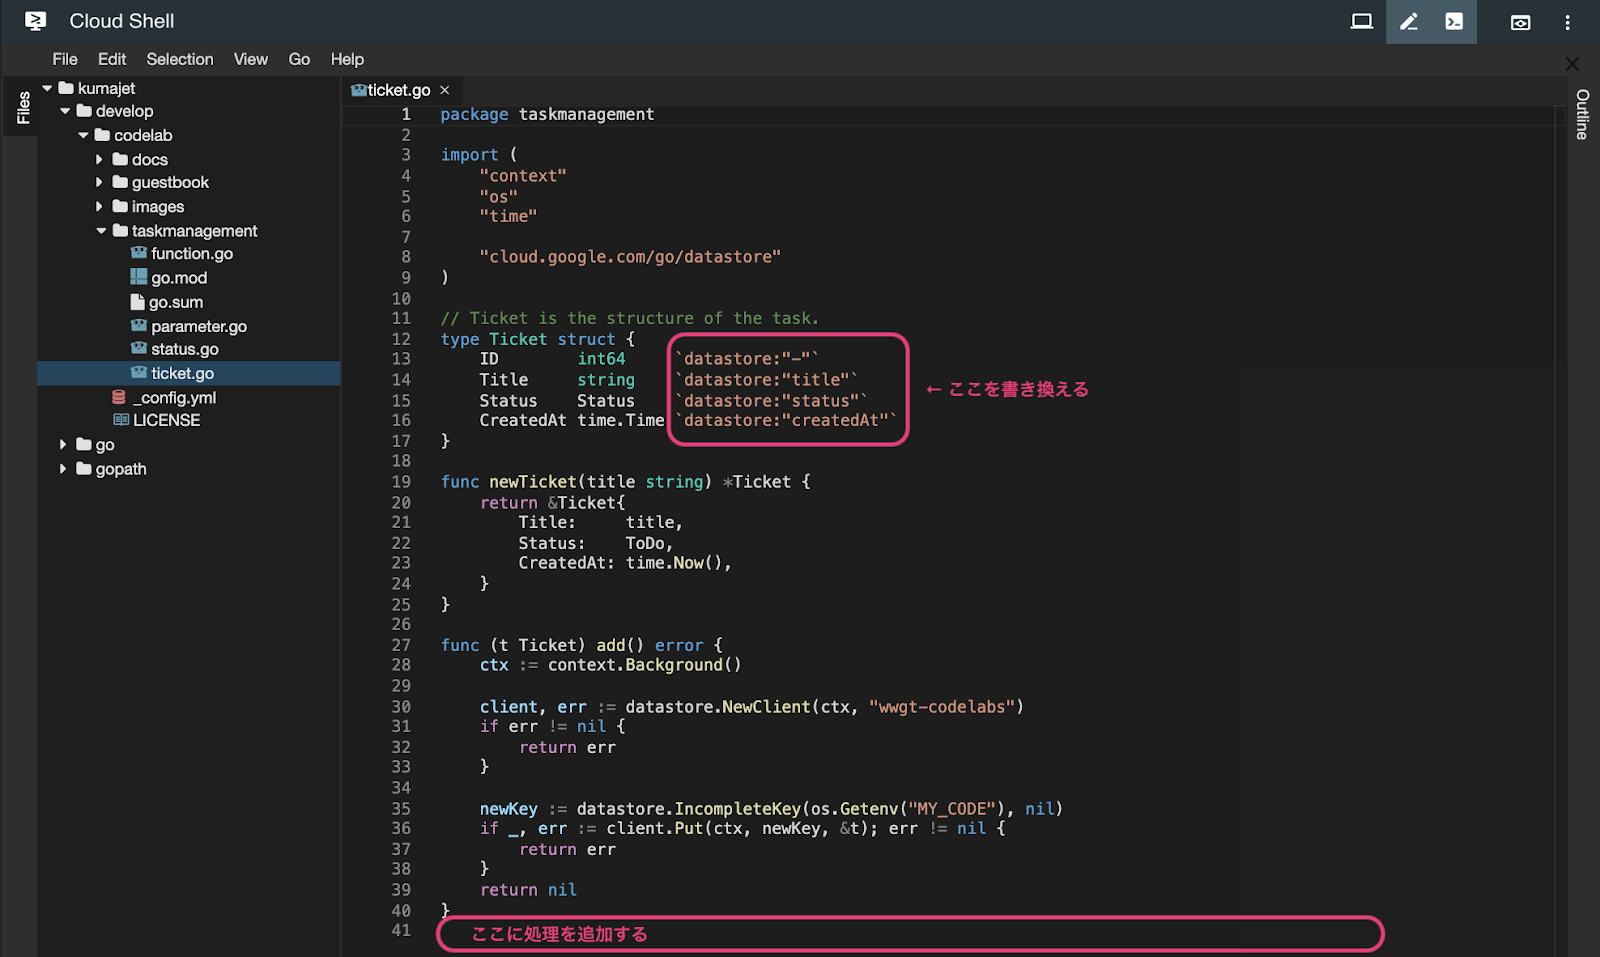 Cloud Shell
File Edit Selection View Go Help
Files
kumajet
develop
codelab
docs
guestbook
images
taskmanagement
function.go
go.mod
go.sum
parameter.go
status.go
ticket.go
_config.yml
LICENSE
go
gopath
ticket.go ×
Outline
1 package taskmanagement
2
3 import (
4 "context"
5 "os"
6 "time"
7
8 "cloud.google.com/go/datastore"
9 )
10
11 // Ticket is the structure of the task.
12 type Ticket struct {
13 ID int64 `datastore:"-"`
14 Title string `datastore:"title"`
← ここを書き換える
15 Status Status `datastore:"status"`
16 CreatedAt time.Time `datastore:"createdAt"`
17 }
18
19 func newTicket(title string) *Ticket {
20 return &Ticket{
21 Title: title,
22 Status: ToDo,
23 CreatedAt: time.Now(),
24 }
25 }
26
27 func (t Ticket) add() error {
28 ctx := context.Background()
29
30 client, err := datastore.NewClient(ctx, "wwgt-codelabs")
31 if err != nil {
32 return err
33 }
34
35 newKey := datastore.IncompleteKey(os.Getenv("MY_CODE"), nil)
36 if _, err := client.Put(ctx, newKey, &t); err != nil {
37 return err
38 }
39 return nil
40 }
41 ここに処理を追加する